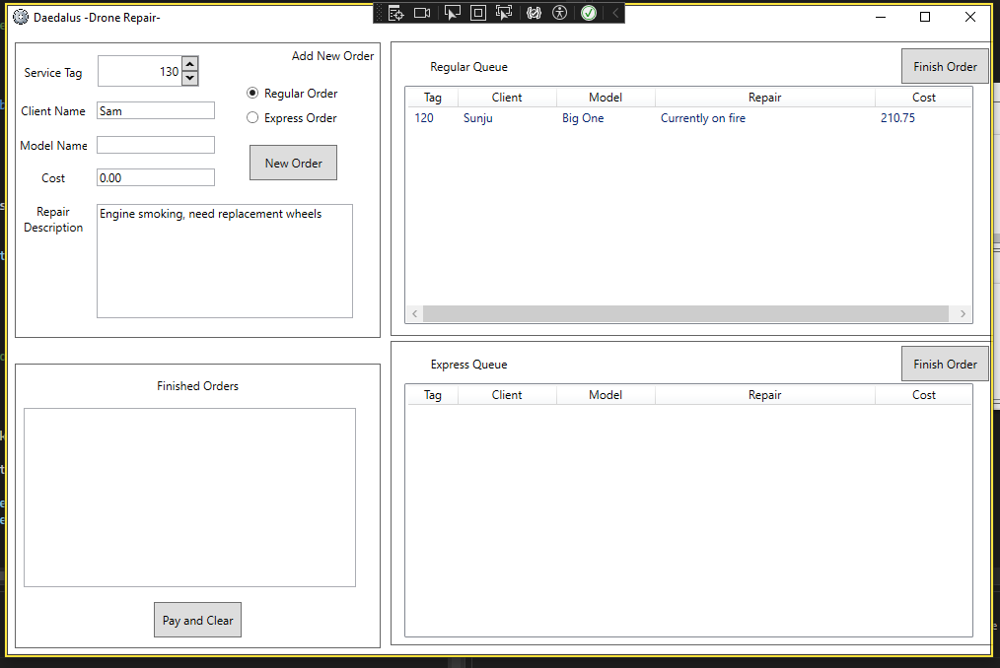 Daedalus -Drone Repair-
Add New Order
Service Tag
130
Regular Order
Client Name
Sam
Express Order
Model Name
New Order
Cost
0.00
Repair
Description
Engine smoking, need replacement wheels
Regular Queue
Finish Order
Tag Client Model Repair Cost
120 Sunju Big One Currently on fire 210.75
Finished Orders
Pay and Clear
Express Queue
Finish Order
Tag Client Model Repair Cost